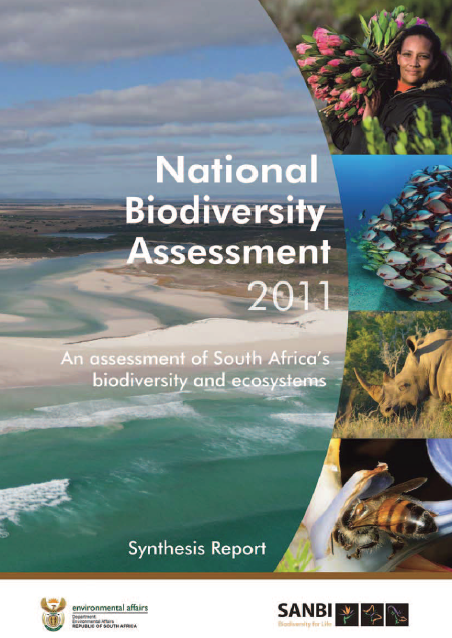 National
Biodiversity
Assessment
2011
An assessment of South Africa's
biodiversity and ecosystems
Synthesis Report
environmental affairs
Department:
Environmental Affairs
REPUBLIC OF SOUTH AFRICA
SANBI
Biodiversity for Life